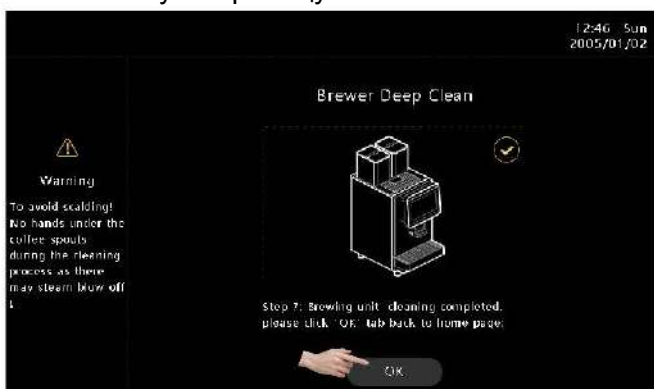 12:46 Sun
2005/01/02
Brewer Deep Clean
Warning
To avoid scalding!
No hands under the
coffee spouts
during the cleaning
process as there
may steam blow off
!
Step 7: Brewing unit cleaning completed,
please click "OK" tab back to home page.
OK